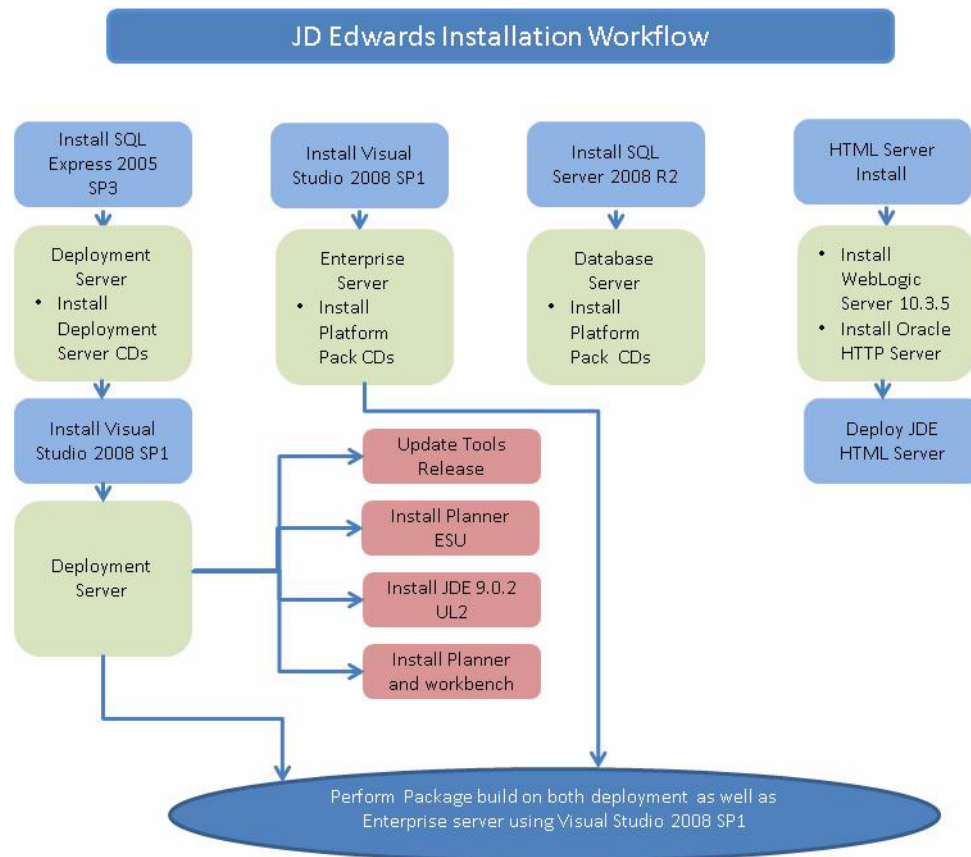 JD Edwards Installation Workflow
Install SQL
Express 2005
SP3
Install Visual
Studio 2008 SP1
Install SQL
Server 2008 R2
HTML Server
Install
Deployment
Server
• Install
Deployment
Server CDs
Enterprise
Server
• Install
Platform
Pack CDs
Database
Server
• Install
Platform
Pack CDs
• Install
WebLogic
Server 10.3.5
• Install Oracle
HTTP Server
Install Visual
Studio 2008 SP1
Deploy JDE
HTML Server
Deployment
Server
Update Tools
Release
Install Planner
ESU
Install JDE 9.0.2
UL2
Install Planner
and workbench
Perform Package build on both deployment as well as
Enterprise server using Visual Studio 2008 SP1